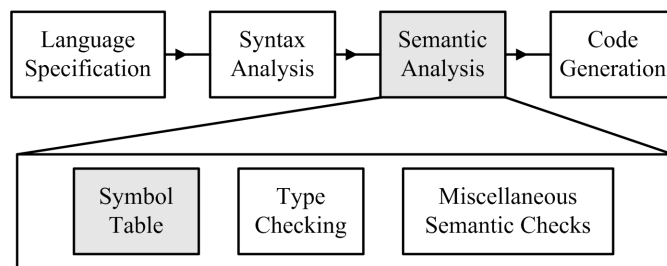 Language
Specification
Syntax
Analysis
Semantic
Analysis
Code
Generation
Symbol
Table
Type
Checking
Miscellaneous
Semantic Checks